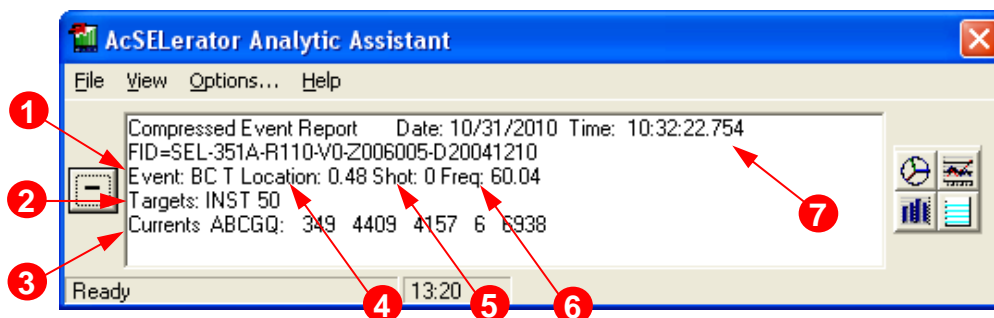 AcSELerator Analytic Assistant
File View Options... Help
1
Compressed Event Report Date: 10/31/2010 Time: 10:32:22.754
FID=SEL-351A-R110-V0-Z006005-D20041210
Event: BC T Location: 0.48 Shot: 0 Freq: 60.04
2
Targets: INST 50
7
Currents ABCGQ: 349 4409 4157 6 6938
3
Ready 13:20
4 5 6